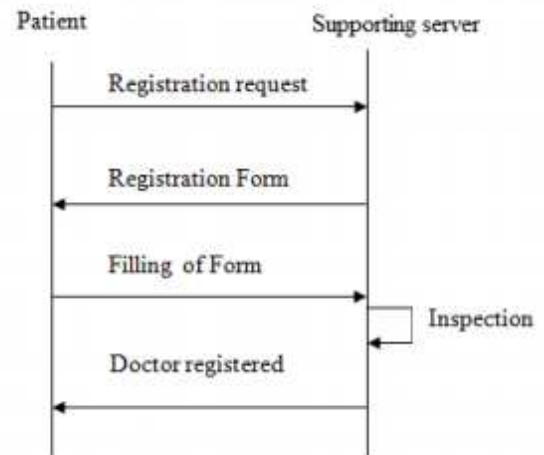 Patient
Supporting server
Registration request
Registration Form
Filling of Form
Inspection
Doctor registered